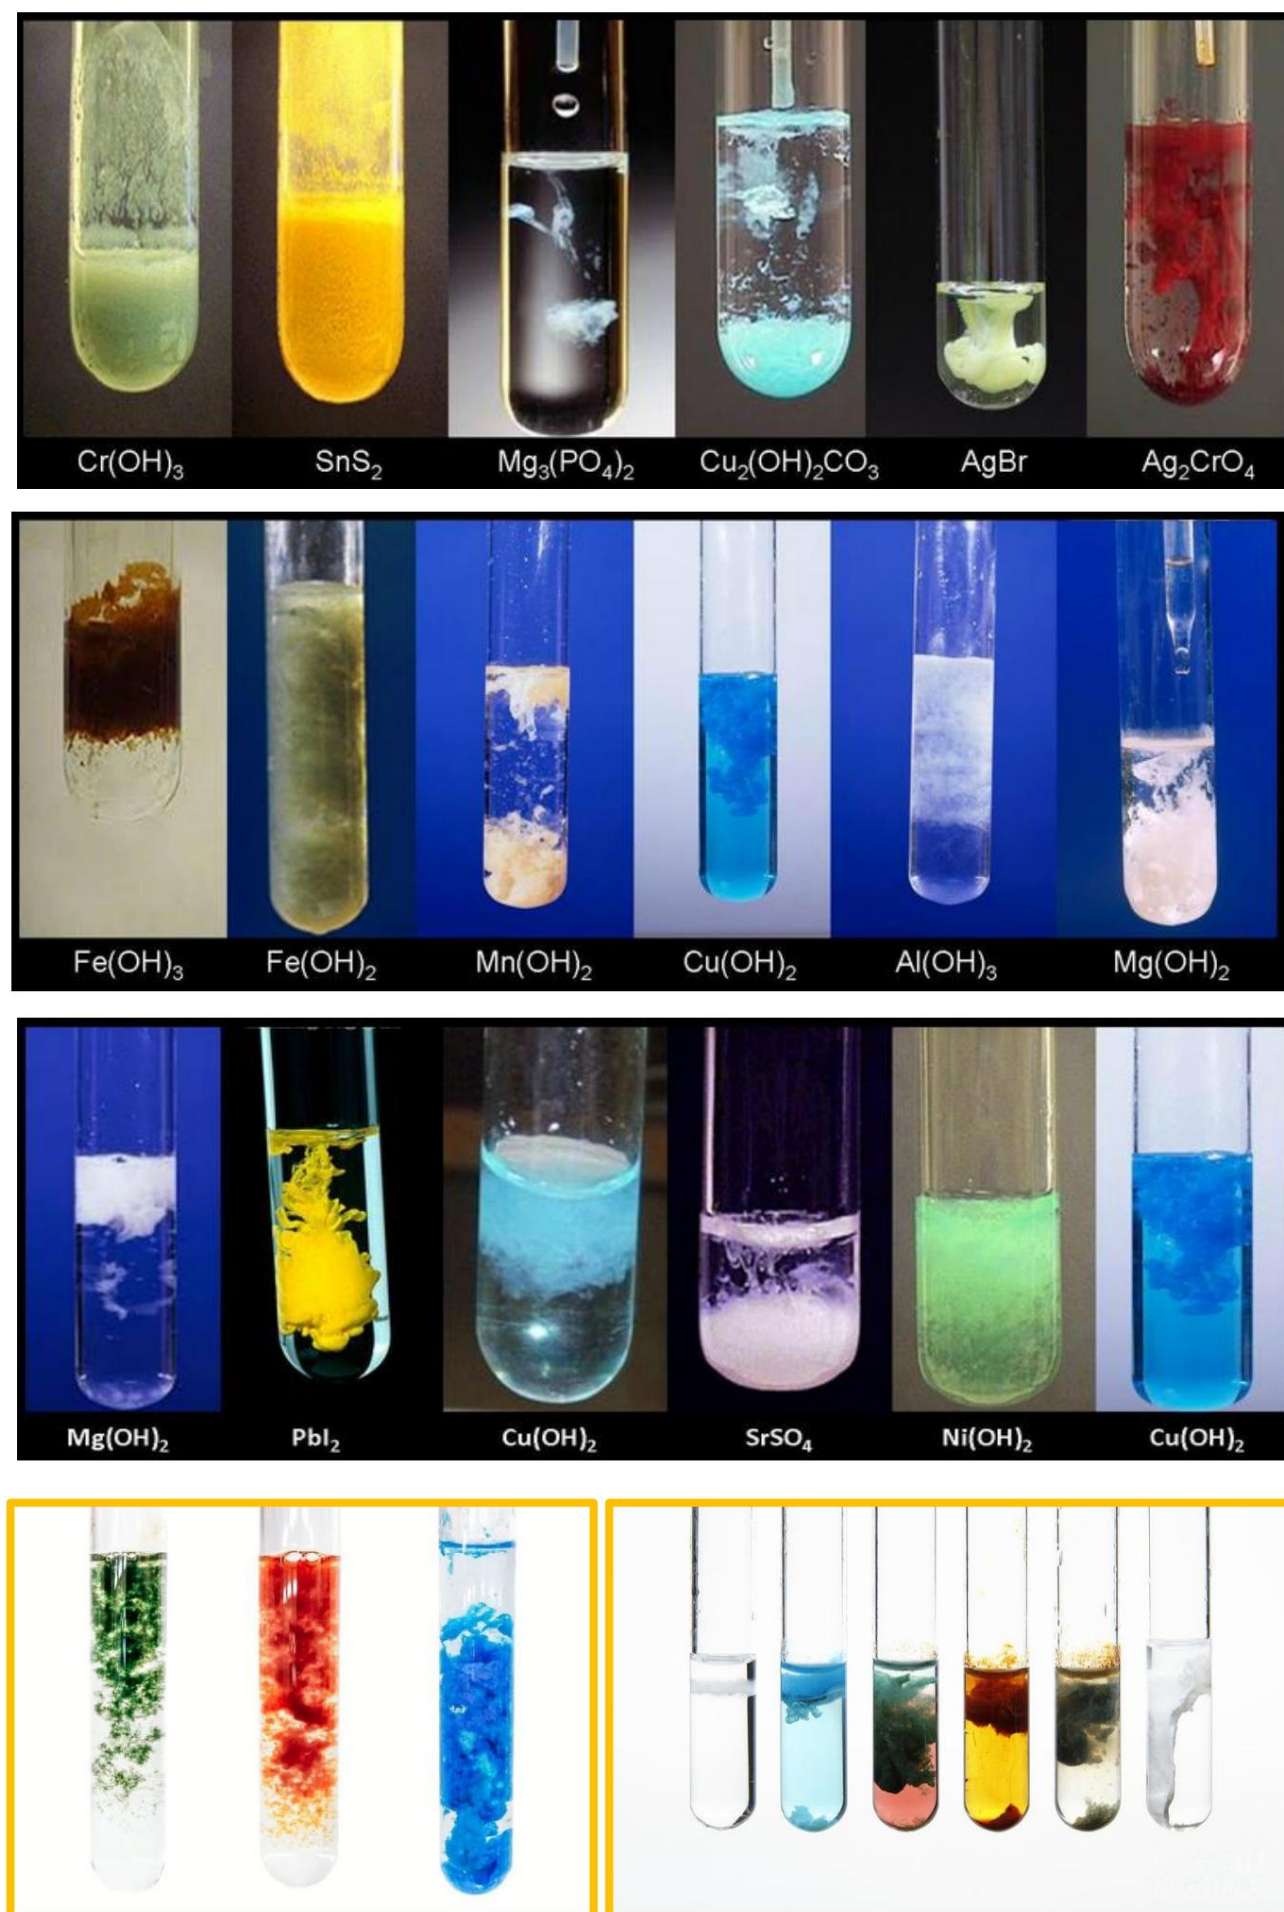 Cr(OH)₃ SnS₂ Mg₃(PO₄)₂ Cu₂(OH)₂CO₃ AgBr Ag₂CrO₄
Fe(OH)₃ Fe(OH)₂ Mn(OH)₂ Cu(OH)₂ Al(OH)₃ Mg(OH)₂
Mg(OH)₂ PbI₂ Cu(OH)₂ SrSO₄ Ni(OH)₂ Cu(OH)₂